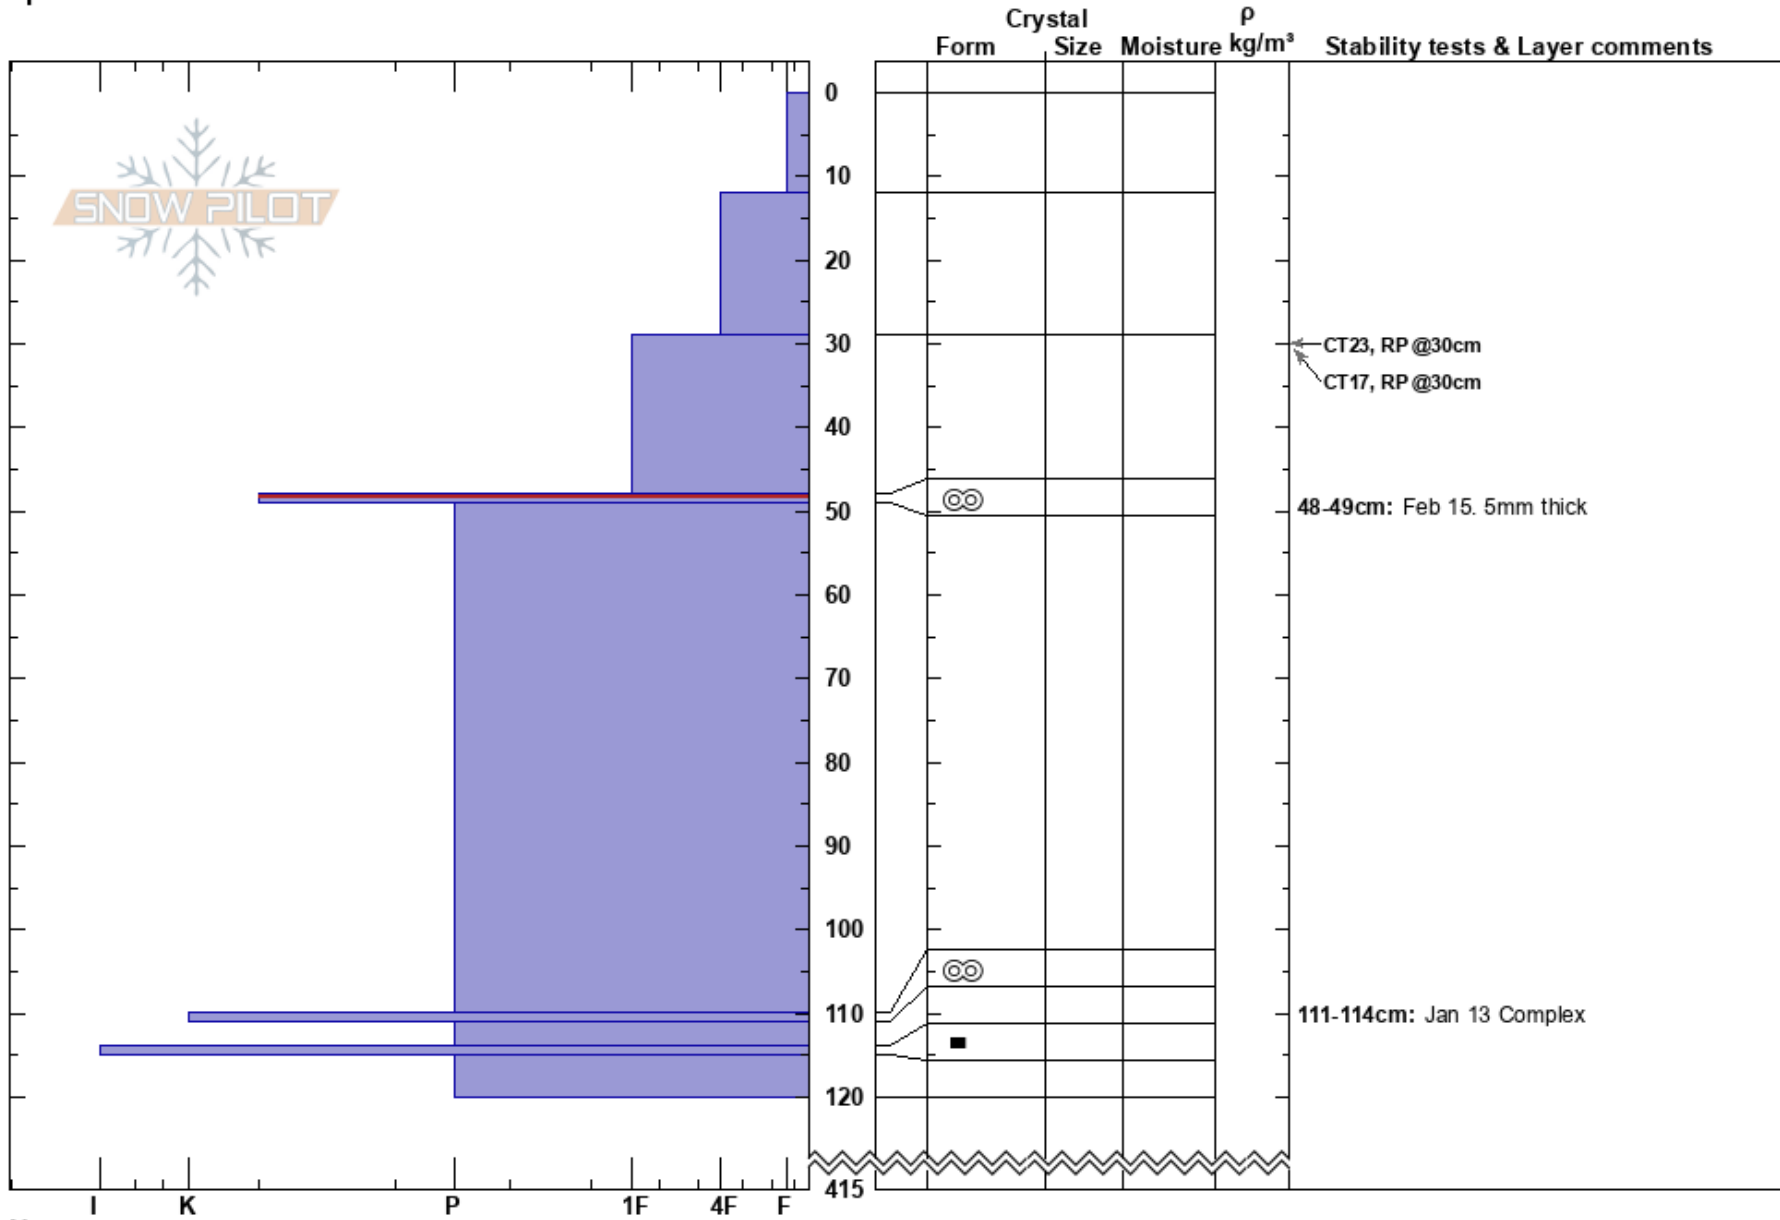 Crystal ρ
Form Size Moisture kg/m³ Stability tests & Layer comments
0
10
SNOW PILOT
20
30
CT23, RP @30cm
CT17, RP @30cm
40
50
48-49cm: Feb 15. 5mm thick
60
70
80
90
100
110
111-114cm: Jan 13 Complex
120
415
I K P 1F 4F F